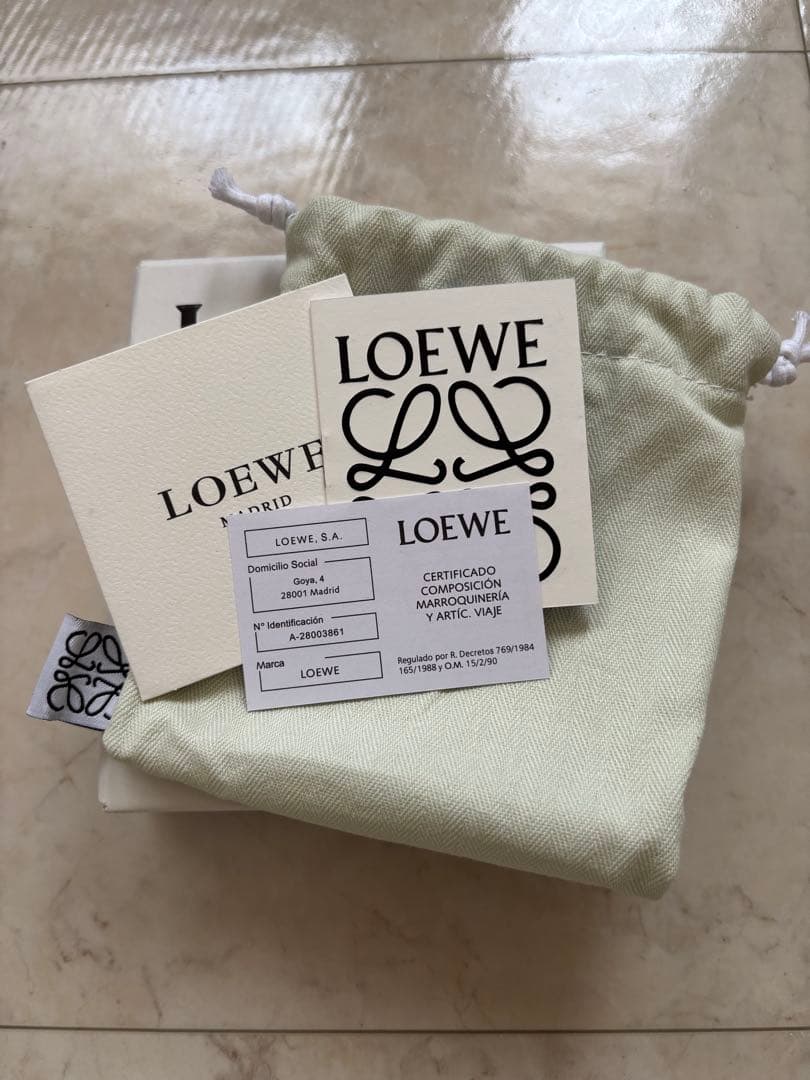 LOEWE
LOEWE
MADRID
LOEWE, S.A.
Domicilio Social
Goya, 4
28001 Madrid
Nº Identificación
A-28003861
Marca
LOEWE
LOEWE
CERTIFICADO
COMPOSICIÓN
MARROQUINERÍA
Y ARTÍC. VIAJE
Regulado por R. Decretos 769/1984
165/1988 y O.M. 15/2/90